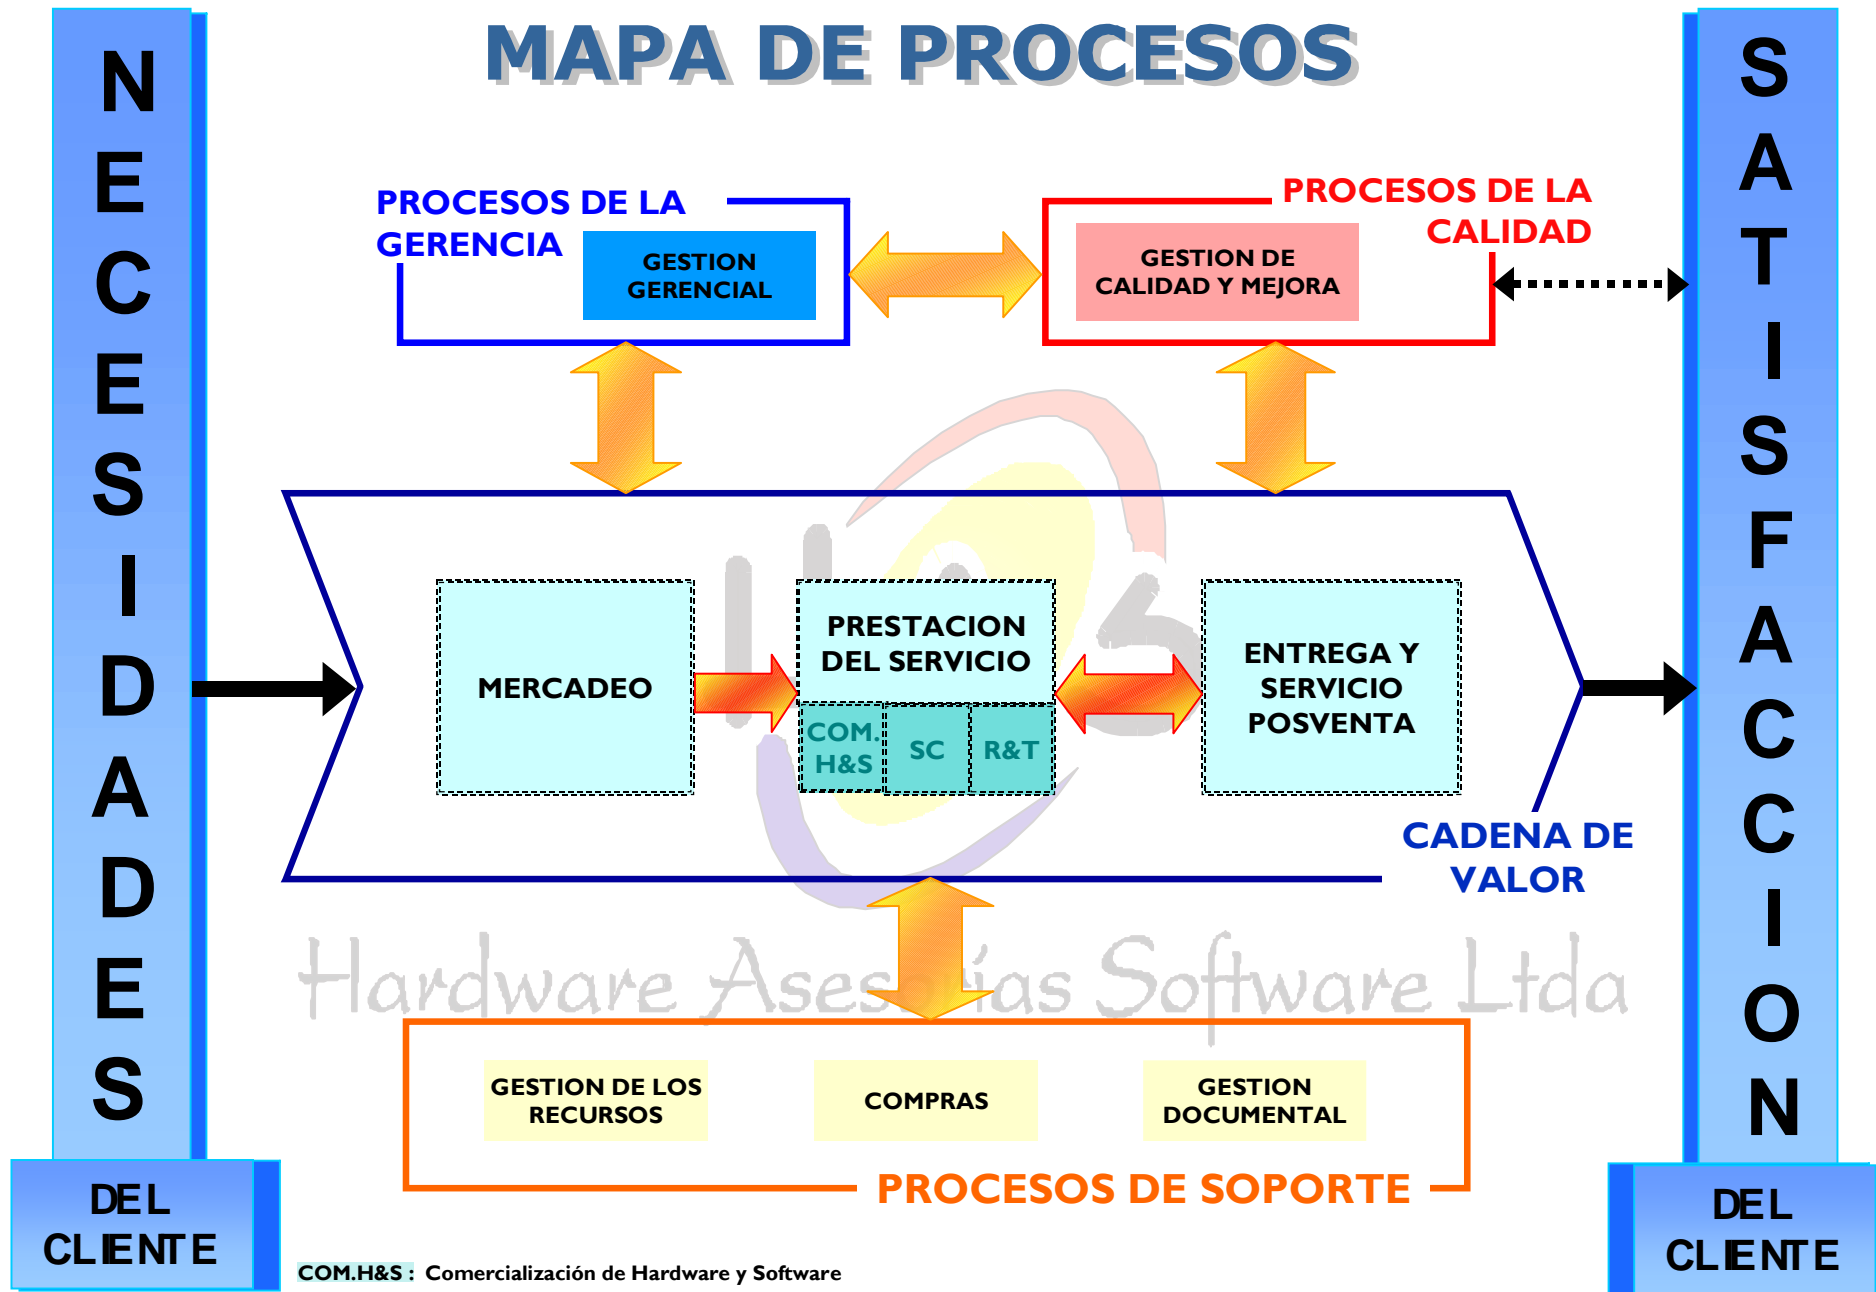 MAPA DE PROCESOS
NECESIDADES
DEL
CLIENTE
PROCESOS DE LA
GERENCIA
GESTION
GERENCIAL
PROCESOS DE LA
CALIDAD
GESTION DE
CALIDAD Y MEJORA
MERCADEO
PRESTACION
DEL SERVICIO
COM.
H&S
SC
R&T
ENTREGA Y
SERVICIO
POSVENTA
CADENA DE
VALOR
Hardware Asesorías Software Ltda
GESTION DE LOS
RECURSOS
COMPRAS
GESTION
DOCUMENTAL
PROCESOS DE SOPORTE
COM.H&S : Comercialización de Hardware y Software
SATISFACCION
DEL
CLIENTE